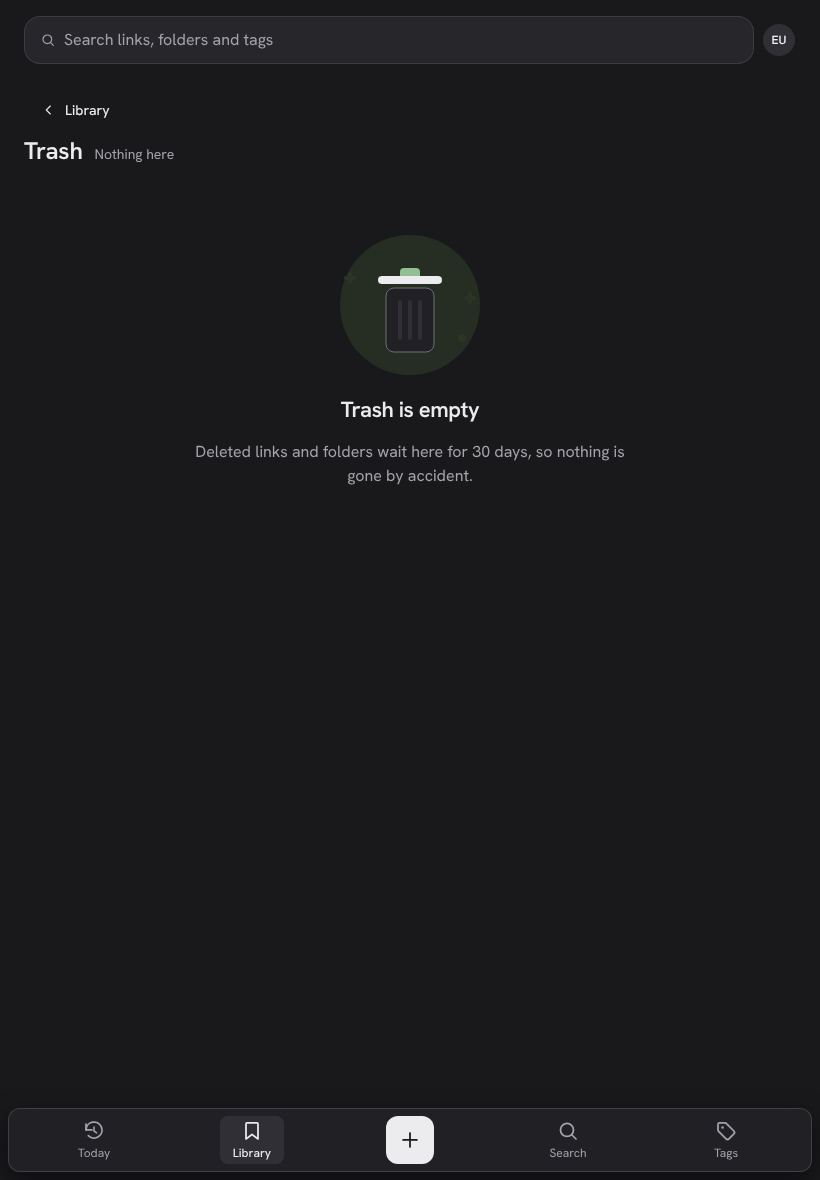 Search links, folders and tags
EU
Library
Trash Nothing here
Trash is empty
Deleted links and folders wait here for 30 days, so nothing is
gone by accident.
Today
Library
Search
Tags